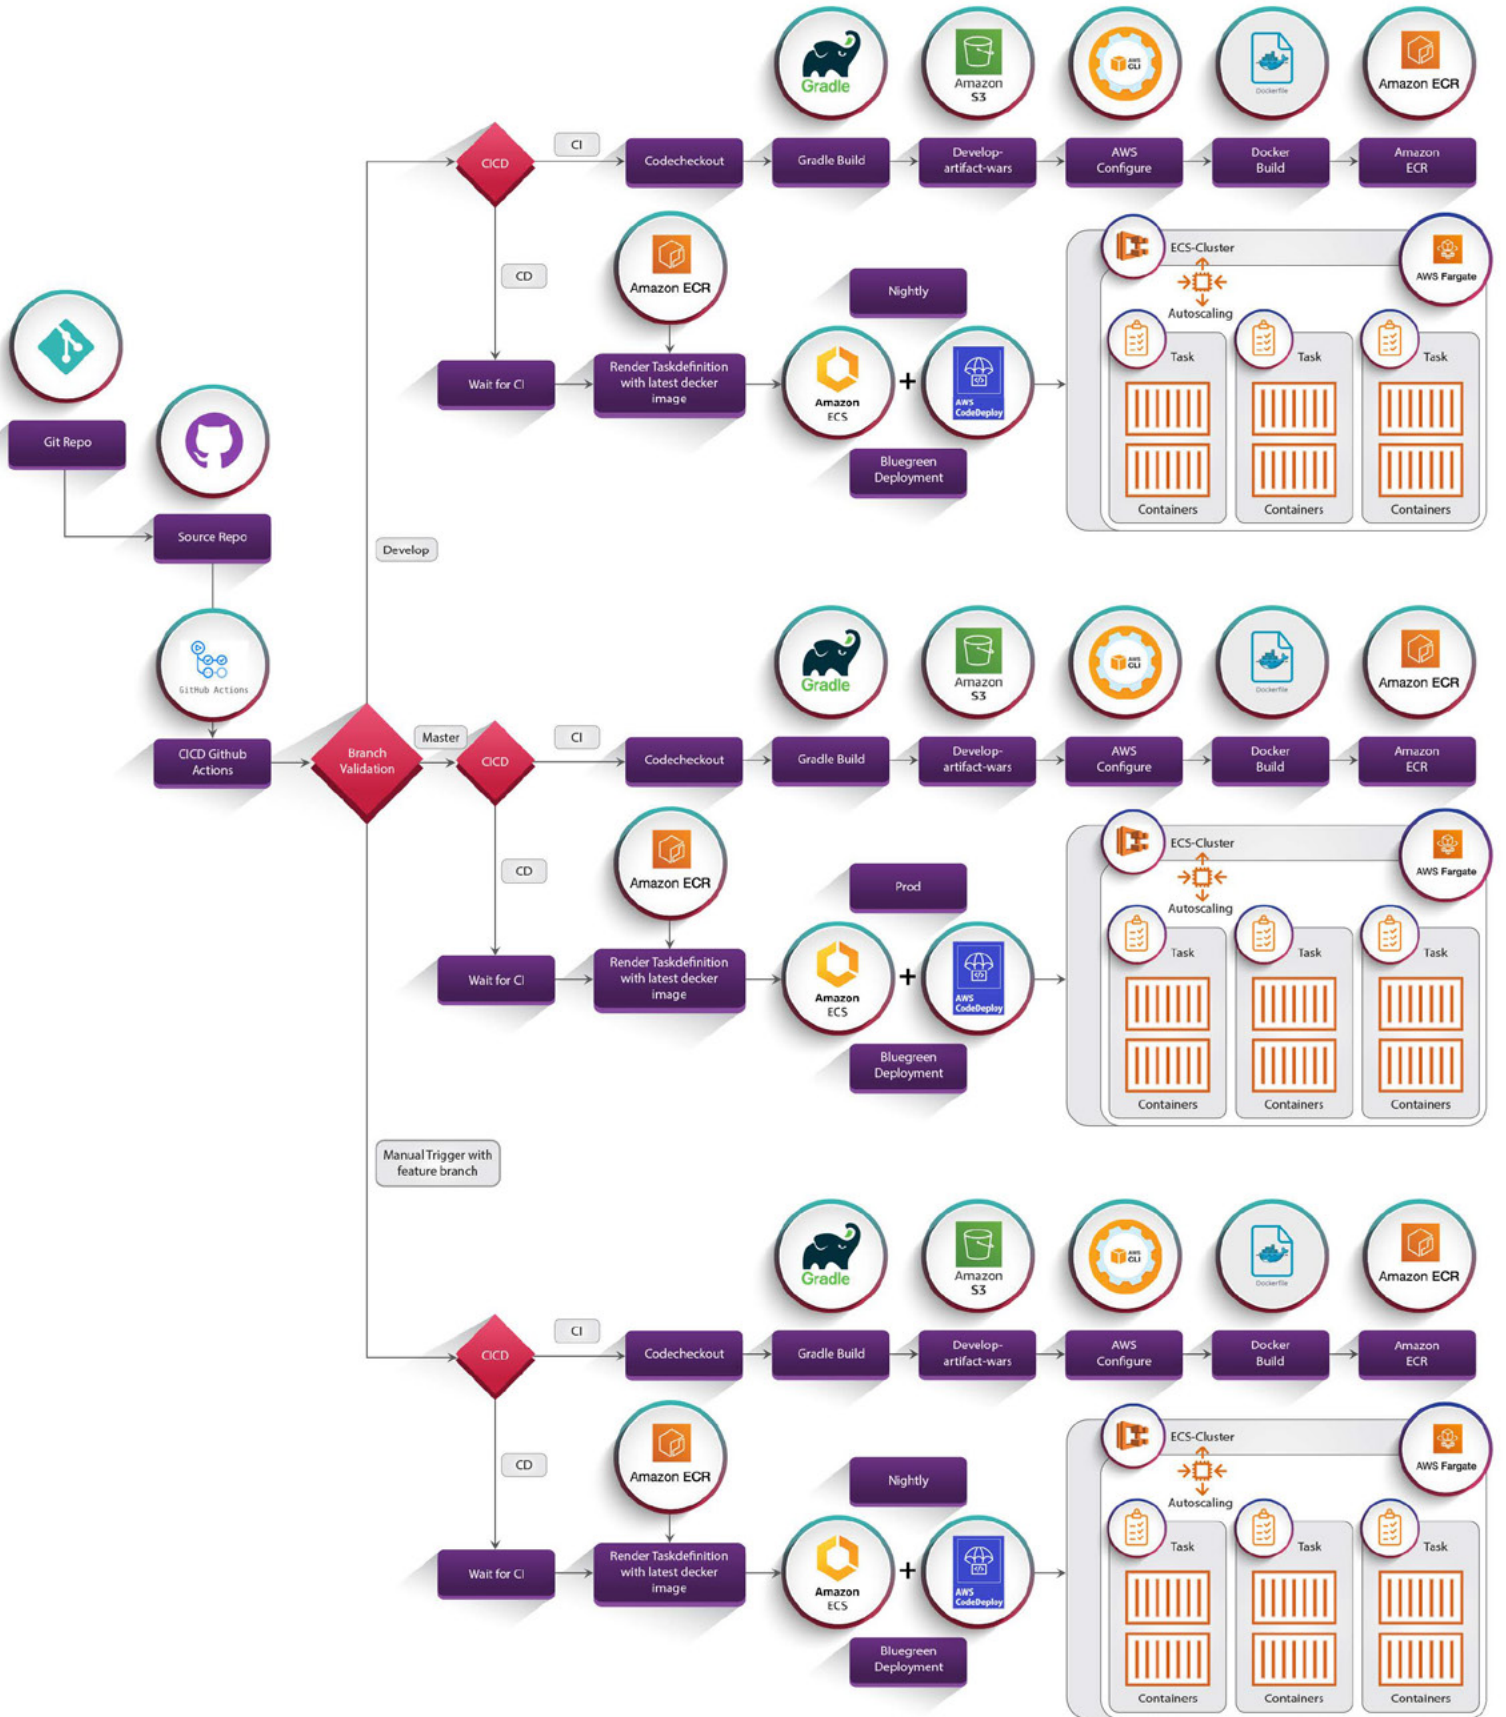 Gradle
Amazon
S3
AWS
CLI
Dockerfile
Amazon ECR
CICD
CI
Codecheckout
Gradle Build
Develop-
artifact-wars
AWS
Configure
Docker
Build
Amazon
ECR
CD
Amazon ECR
Nightly
ECS-Cluster
AWS Fargate
Autoscaling
Wait for CI
Render Taskdefinition
with latest decker
image
Amazon
ECS
+
AWS
CodeDeploy
Task
Task
Task
Bluegreen
Deployment
Containers
Containers
Containers
Git Repo
Source Repo
Develop
GitHub Actions
CICD Github
Actions
Branch
Validation
Master
Gradle
Amazon
S3
AWS
CLI
Dockerfile
Amazon ECR
CICD
CI
Codecheckout
Gradle Build
Develop-
artifact-wars
AWS
Configure
Docker
Build
Amazon
ECR
CD
Amazon ECR
Prod
ECS-Cluster
AWS Fargate
Autoscaling
Wait for CI
Render Taskdefinition
with latest decker
image
Amazon
ECS
+
AWS
CodeDeploy
Task
Task
Task
Bluegreen
Deployment
Containers
Containers
Containers
Manual Trigger with
feature branch
Gradle
Amazon
S3
AWS
CLI
Dockerfile
Amazon ECR
CICD
CI
Codecheckout
Gradle Build
Develop-
artifact-wars
AWS
Configure
Docker
Build
Amazon
ECR
CD
Amazon ECR
Nightly
ECS-Cluster
AWS Fargate
Autoscaling
Wait for CI
Render Taskdefinition
with latest decker
image
Amazon
ECS
+
AWS
CodeDeploy
Task
Task
Task
Bluegreen
Deployment
Containers
Containers
Containers